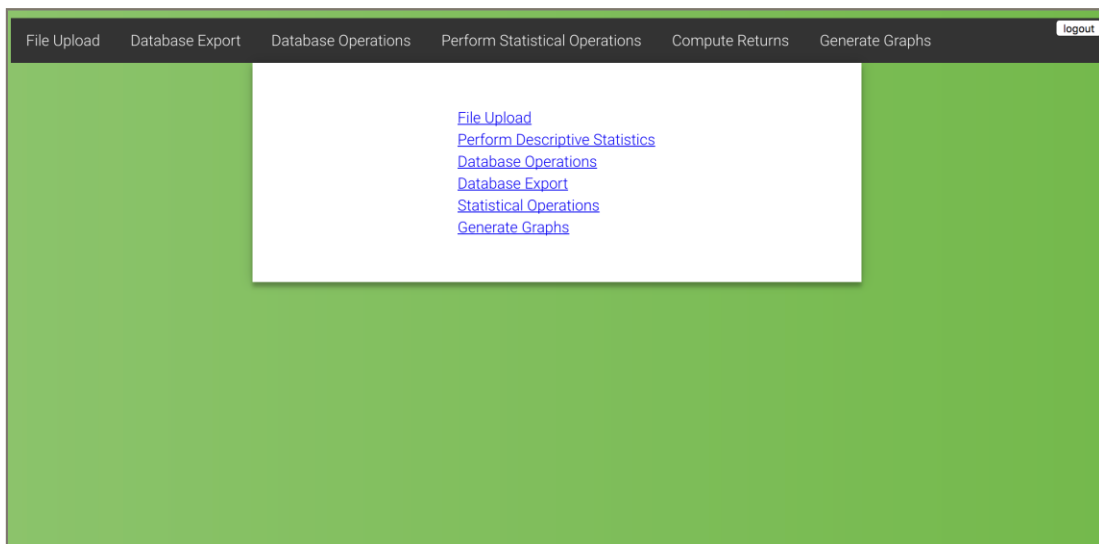 File Upload Database Export Database Operations Perform Statistical Operations Compute Returns Generate Graphs logout
File Upload
Perform Descriptive Statistics
Database Operations
Database Export
Statistical Operations
Generate Graphs